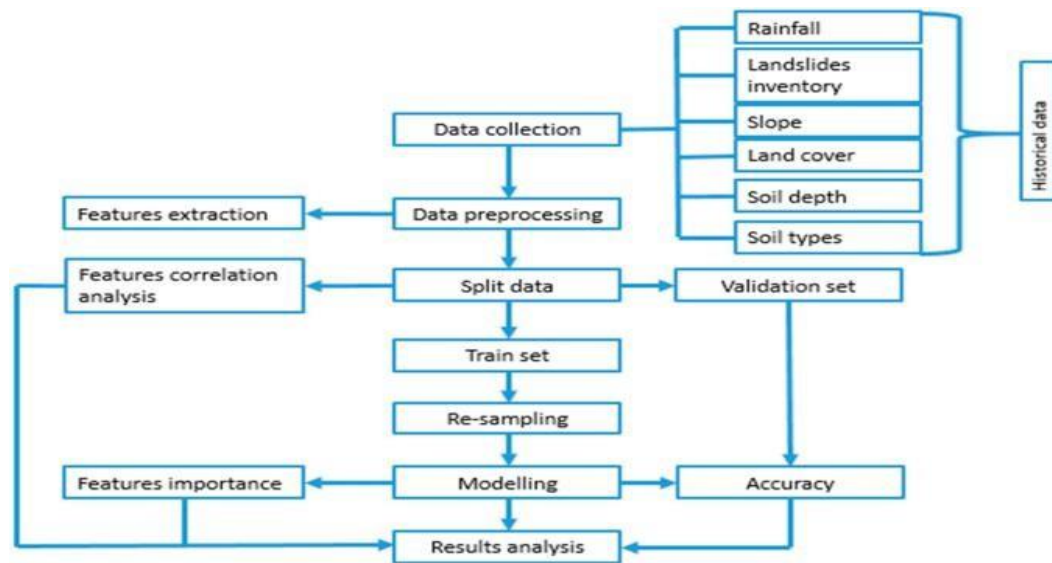 Rainfall
Landslides
inventory
Historical data
Data collection
Slope
Land cover
Soil depth
Features extraction
Data preprocessing
Soil types
Features correlation
analysis
Split data
Validation set
Train set
Re-sampling
Features importance
Modelling
Accuracy
Results analysis